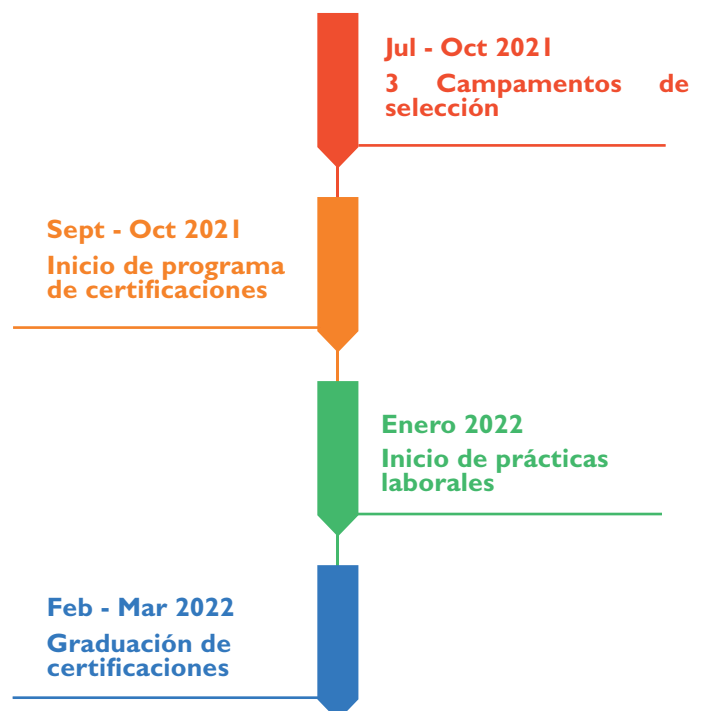 Jul - Oct 2021
3 Campamentos de
selección
Sept - Oct 2021
Inicio de programa
de certificaciones
Enero 2022
Inicio de prácticas
laborales
Feb - Mar 2022
Graduación de
certificaciones